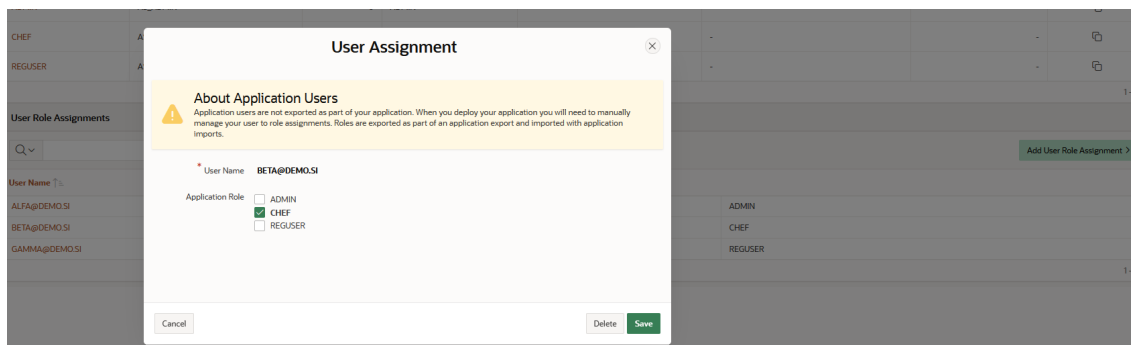 CHEF
A
-
-
REGUSER
A
-
-
User Assignment
About Application Users
Application users are not exported as part of your application. When you deploy your application you will need to manually
manage your user to role assignments. Roles are exported as part of an application export and imported with application
imports.
* User Name BETA@DEMO.SI
Application Role
ADMIN
CHEF
REGUSER
Cancel
Delete
Save
1-
User Role Assignments
Add User Role Assignment >
User Name
ALFA@DEMO.SI ADMIN
BETA@DEMO.SI CHEF
GAMMA@DEMO.SI REGUSER
1-